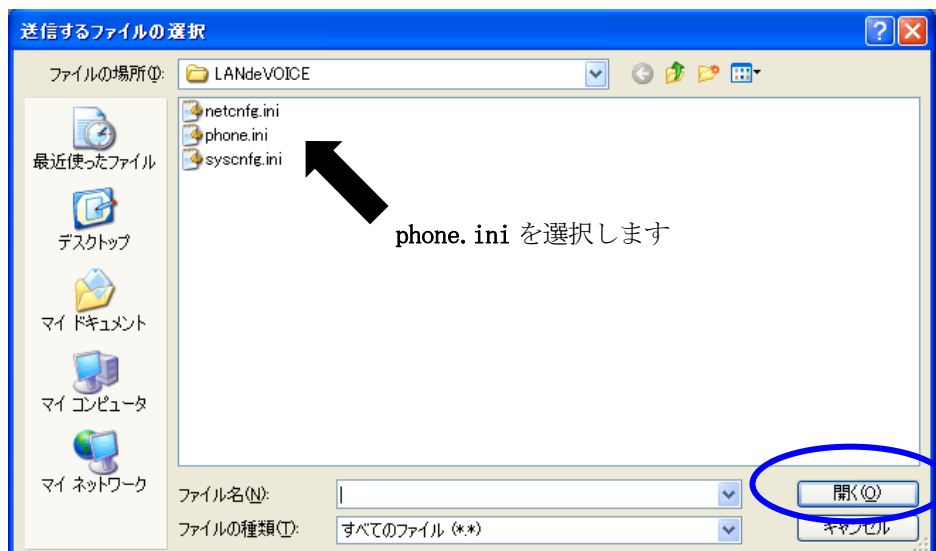 送信するファイルの選択
ファイルの場所(I):
LANdeVOICE
netcnfg.ini
phone.ini
syscnfg.ini
最近使ったファイル
デスクトップ
マイ ドキュメント
マイ コンピュータ
マイ ネットワーク
phone.ini を選択します
ファイル名(N):
開く(O)
ファイルの種類(T):
すべてのファイル (*.*)
キャンセル